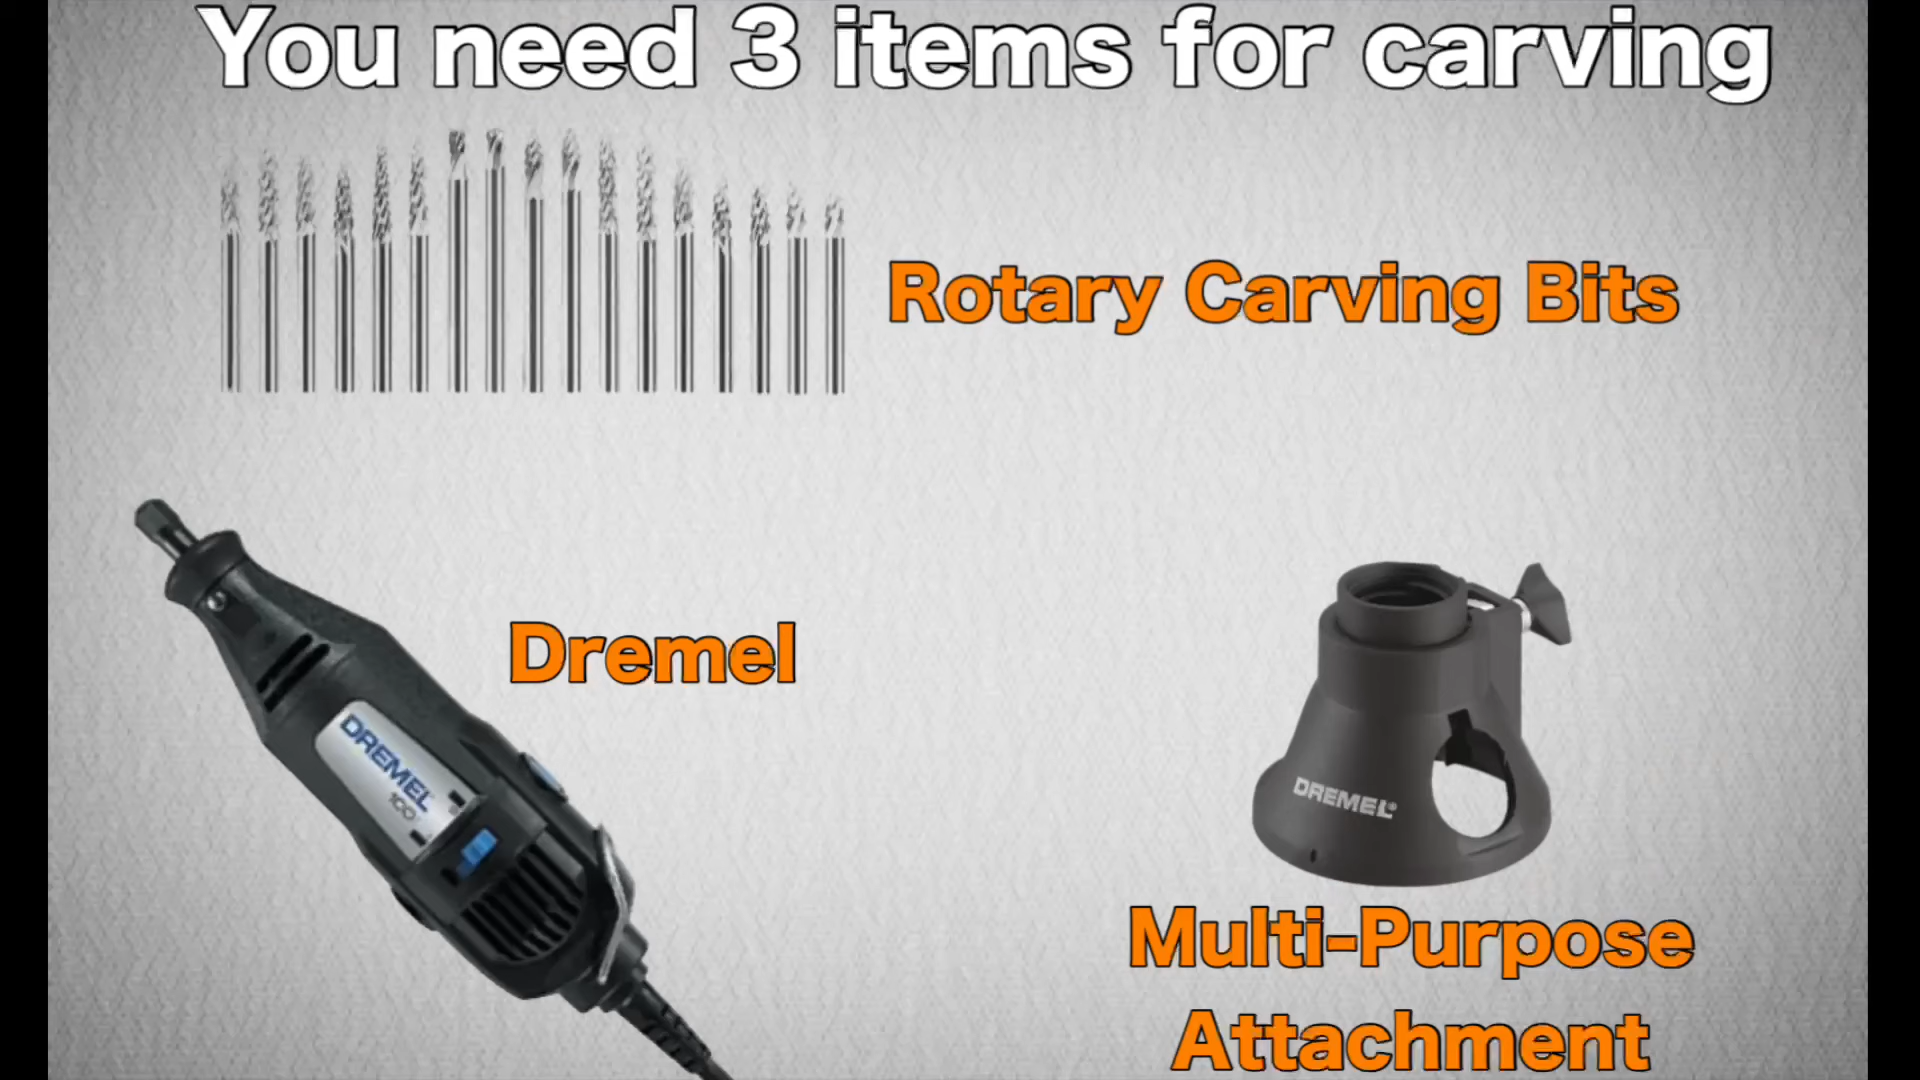 You need 3 items for carving
Rotary Carving Bits
Dremel
DREMEL
100
DREMEL®
Multi-Purpose
Attachment